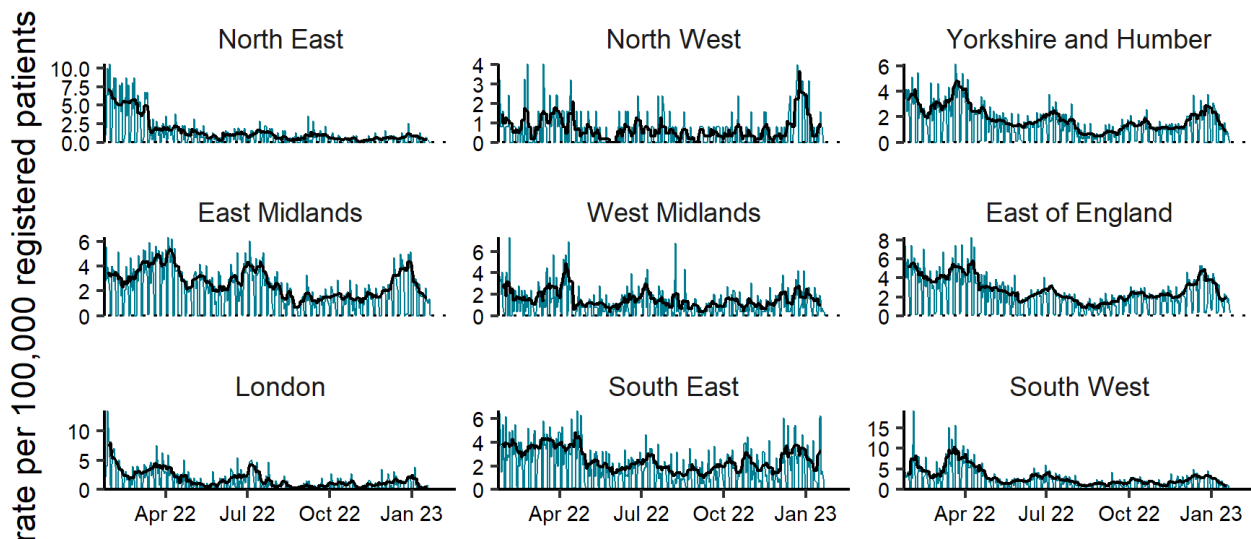 rate per 100,000 registered patients
North East
North West
Yorkshire and Humber
10.0
7.5
5.0
2.5
0.0
4
3
2
1
0
6
4
2
0
East Midlands
West Midlands
East of England
6
4
2
0
6
4
2
0
8
6
4
2
0
London
South East
South West
10
5
0
6
4
2
0
15
10
5
0
Apr 22 Jul 22 Oct 22 Jan 23
Apr 22 Jul 22 Oct 22 Jan 23
Apr 22 Jul 22 Oct 22 Jan 23